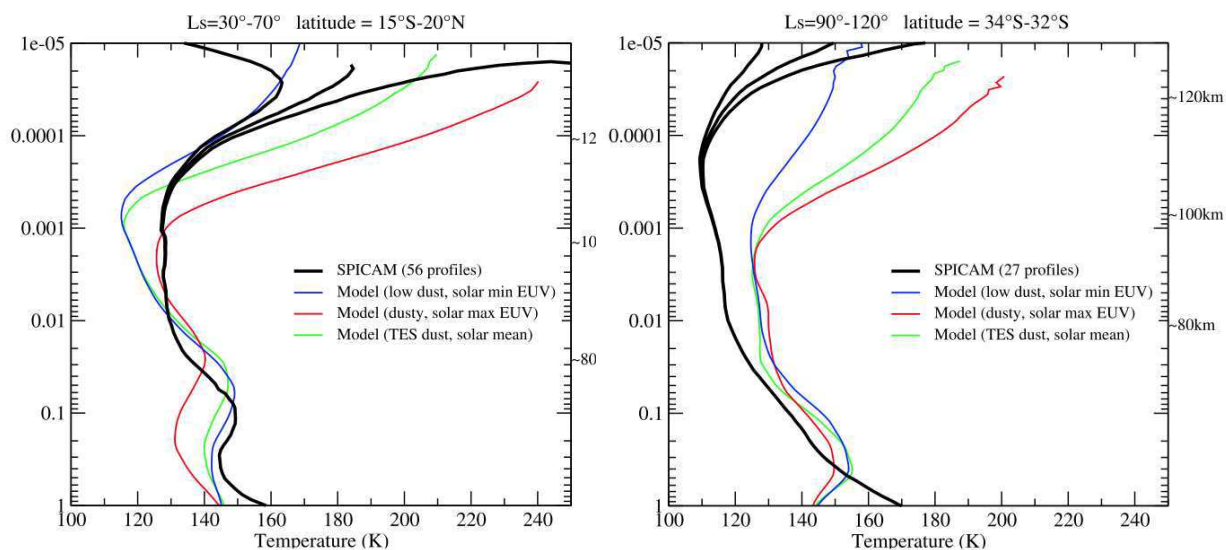 Ls=30°-70° latitude = 15°S-20°N
1e-05
0.0001
0.001
0.01
0.1
1
~12
~10
~80
SPICAM (56 profiles)
Model (low dust, solar min EUV)
Model (dusty, solar max EUV)
Model (TES dust, solar mean)
100 120 140 160 180 200 220 240
Temperature (K)
Ls=90°-120° latitude = 34°S-32°S
1e-05
0.0001
0.001
0.01
0.1
1
~120km
~100km
~80km
SPICAM (27 profiles)
Model (low dust, solar min EUV)
Model (dusty, solar max EUV)
Model (TES dust, solar mean)
100 120 140 160 180 200 220 240
Temperature (K)